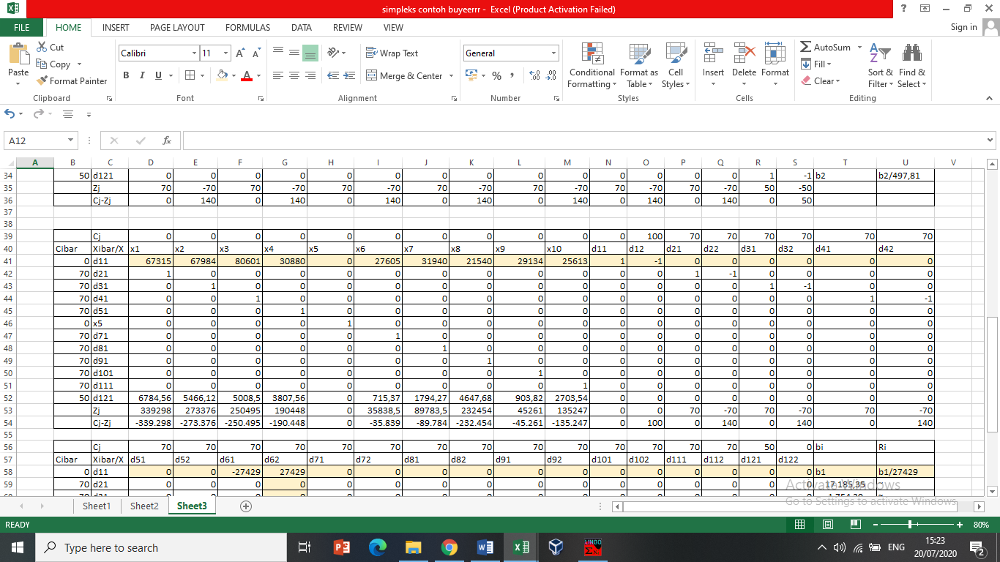 simpleks contoh buyeerrr - Excel (Product Activation Failed)
FILE HOME INSERT PAGE LAYOUT FORMULAS DATA REVIEW VIEW Sign in
Paste Cut Copy Format Painter Clipboard
Calibri 11 B I U Font
Wrap Text Merge & Center Alignment
General % Number
Conditional Formatting Format as Table Cell Styles Styles
Insert Delete Format Cells
AutoSum Fill Clear Sort & Filter Find & Select Editing
A12 fx
A B C D E F G H I J K L M N O P Q R S T U V
34 50 d121 0 0 0 0 0 0 0 0 0 0 0 0 0 0 1 -1 b2 b2/497,81
35 Zj 70 -70 70 -70 70 -70 70 -70 70 -70 70 -70 70 -70 50 -50
36 Cj-Zj 0 140 0 140 0 140 0 140 0 140 0 140 0 140 0 50
37
38
39 Cj 0 0 0 0 0 0 0 0 0 0 0 100 70 70 70 70 70 70
40 Cibar Xibar/X x1 x2 x3 x4 x5 x6 x7 x8 x9 x10 d11 d12 d21 d22 d31 d32 d41 d42
41 0 d11 67315 67984 80601 30880 0 27605 31940 21540 29134 25613 1 -1 0 0 0 0 0 0
42 70 d21 1 0 0 0 0 0 0 0 0 0 0 0 1 -1 0 0 0 0
43 70 d31 0 1 0 0 0 0 0 0 0 0 0 0 0 0 1 -1 0 0
44 70 d41 0 0 1 0 0 0 0 0 0 0 0 0 0 0 0 0 1 -1
45 70 d51 0 0 0 1 0 0 0 0 0 0 0 0 0 0 0 0 0 0
46 0 x5 0 0 0 0 1 0 0 0 0 0 0 0 0 0 0 0 0 0
47 70 d71 0 0 0 0 0 1 0 0 0 0 0 0 0 0 0 0 0 0
48 70 d81 0 0 0 0 0 0 1 0 0 0 0 0 0 0 0 0 0 0
49 70 d91 0 0 0 0 0 0 0 1 0 0 0 0 0 0 0 0 0 0
50 70 d101 0 0 0 0 0 0 0 0 1 0 0 0 0 0 0 0 0 0
51 70 d111 0 0 0 0 0 0 0 0 0 1 0 0 0 0 0 0 0 0
52 50 d121 6784,56 5466,12 5008,5 3807,56 0 715,37 1794,27 4647,68 903,82 2703,54 0 0 0 0 0 0 0 0
53 Zj 339298 273376 250495 190448 0 35838,5 89783,5 232454 45261 135247 0 0 70 -70 70 -70 70 -70
54 Cj-Zj -339.298 -273.376 -250.495 -190.448 0 -35.839 -89.784 -232.454 -45.261 -135.247 0 100 0 140 0 140 0 140
55
56 Cj 70 70 70 70 70 70 70 70 70 70 70 70 70 70 50 0 bi Ri
57 Cibar Xibar/X d51 d52 d61 d62 d71 d72 d81 d82 d91 d92 d101 d102 d111 d112 d121 d122
58 0 d11 0 0 -27429 27429 0 0 0 0 0 0 0 0 0 0 0 0 b1 b1/27429
59 70 d21 0 0 0 0 0 0 0 0 0 0 0 0 0 0 0 0 17.185,35
Activate Windows
Go to Settings to activate Windows.
Sheet1 Sheet2 Sheet3
READY 80%
Type here to search
LINGO
ENG 15:23
20/07/2020 2